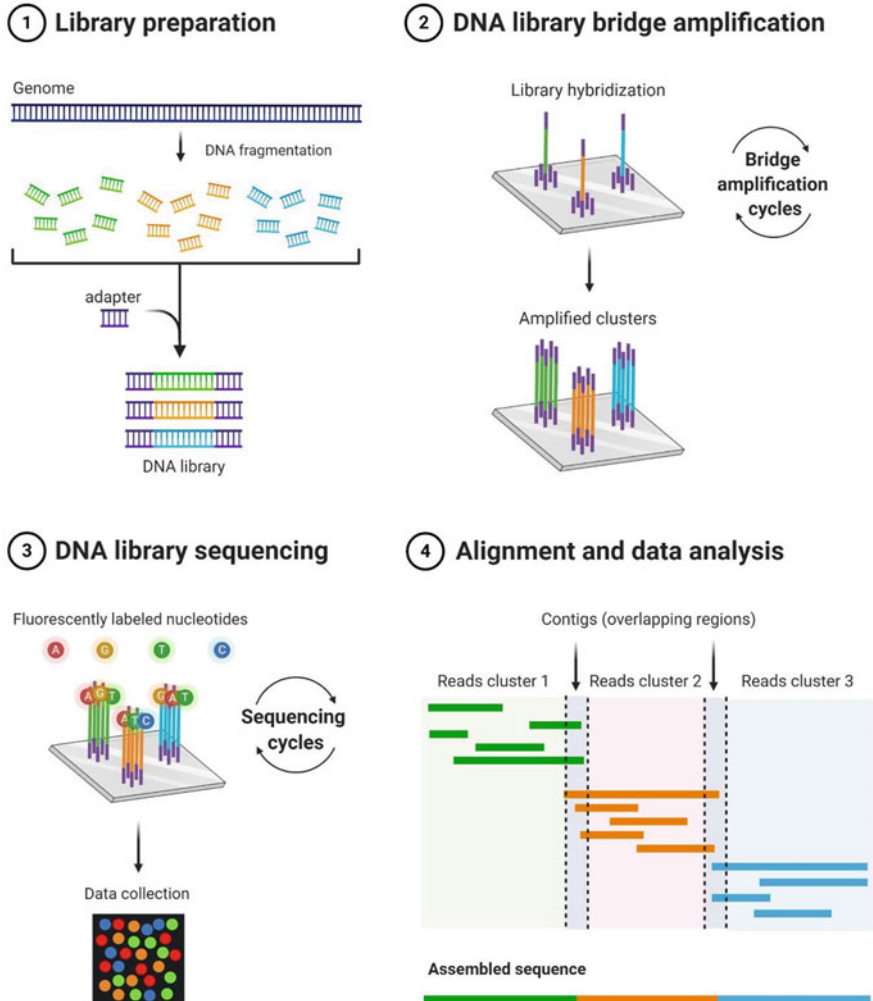 1 Library preparation
Genome
DNA fragmentation
adapter
DNA library
2 DNA library bridge amplification
Library hybridization
Bridge
amplification
cycles
Amplified clusters
3 DNA library sequencing
Fluorescently labeled nucleotides
A G T C
A G T G A T
A T C
Sequencing
cycles
Data collection
4 Alignment and data analysis
Contigs (overlapping regions)
Reads cluster 1 Reads cluster 2 Reads cluster 3
Assembled sequence